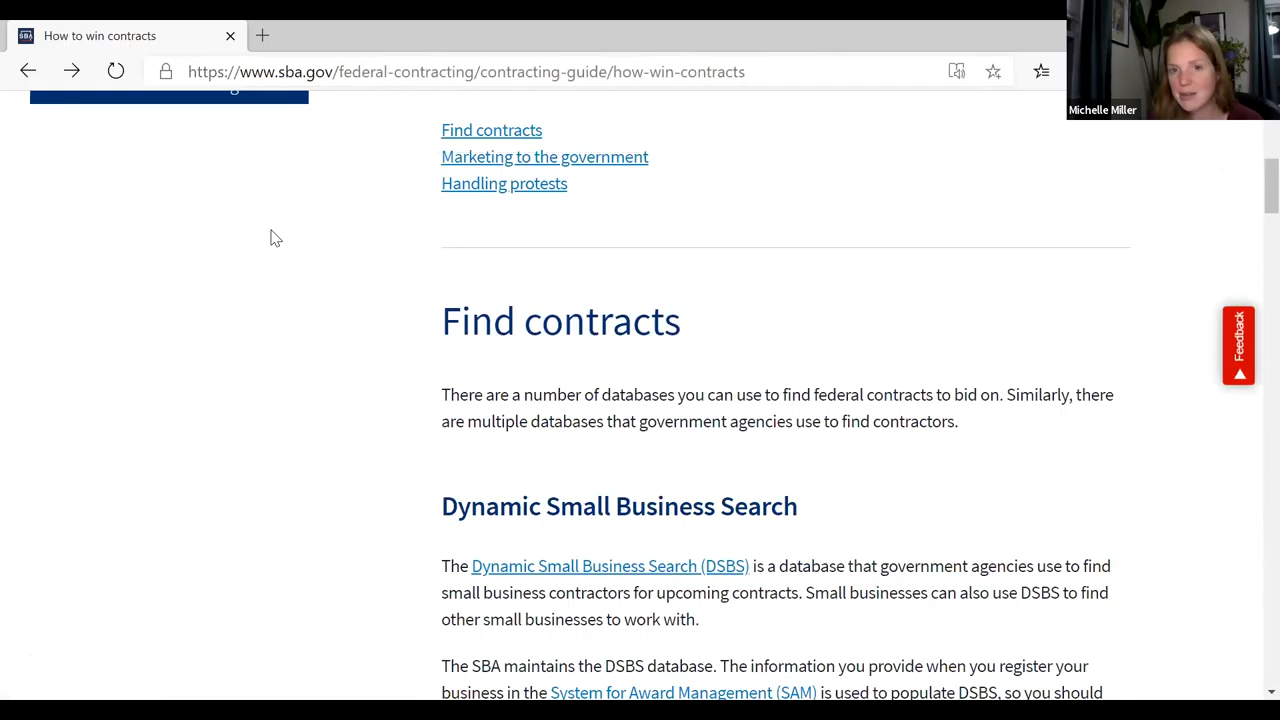 SBA
How to win contracts
https://www.sba.gov/federal-contracting/contracting-guide/how-win-contracts
Michelle Miller
Find contracts
Marketing to the government
Handling protests
Find contracts
Feedback
There are a number of databases you can use to find federal contracts to bid on. Similarly, there
are multiple databases that government agencies use to find contractors.
Dynamic Small Business Search
The Dynamic Small Business Search (DSBS) is a database that government agencies use to find
small business contractors for upcoming contracts. Small businesses can also use DSBS to find
other small businesses to work with.
The SBA maintains the DSBS database. The information you provide when you register your
business in the System for Award Management (SAM) is used to populate DSBS, so you should